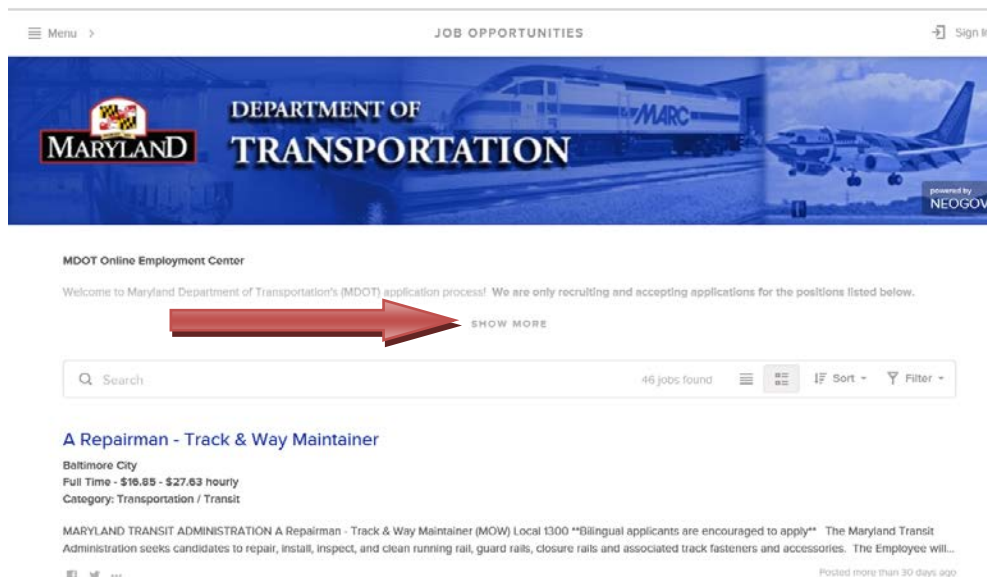 Menu >
JOB OPPORTUNITIES
Sign In
MARYLAND
DEPARTMENT OF
TRANSPORTATION
MARC
powered by
NEOGOV
MDOT Online Employment Center
Welcome to Maryland Department of Transportation's (MDOT) application process! We are only recruiting and accepting applications for the positions listed below.
SHOW MORE
Search
46 jobs found
Sort
Filter
A Repairman - Track & Way Maintainer
Baltimore City
Full Time - $16.85 - $27.63 hourly
Category: Transportation / Transit
MARYLAND TRANSIT ADMINISTRATION A Repairman - Track & Way Maintainer (MOW) Local 1300 **Bilingual applicants are encouraged to apply** The Maryland Transit
Administration seeks candidates to repair, install, inspect, and clean running rail, guard rails, closure rails and associated track fasteners and accessories. The Employee will...
Posted more than 30 days ago